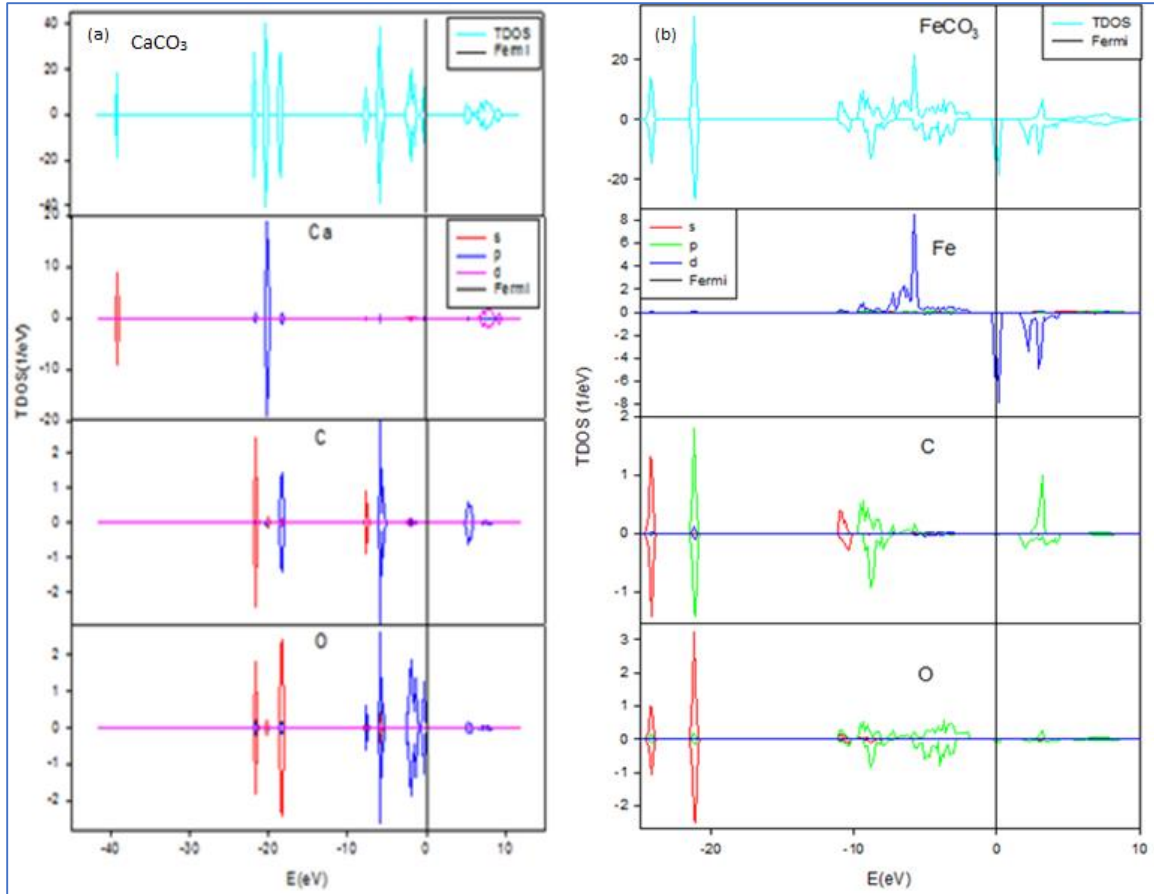 (a)
CaCO₃
TDOS
Fermi
40
20
0
-20
-40
20
Ca
s
p
d
Fermi
10
0
-10
-20
C
2
1
0
-1
-2
O
2
1
0
-1
-2
TDOS(1/eV)
-40
-30
-20
-10
0
10
E(eV)
(b)
FeCO₃
TDOS
Fermi
20
0
-20
s
p
d
Fermi
Fe
8
6
4
2
0
-2
-4
-6
-8
2
C
1
0
-1
O
3
2
1
0
-1
-2
TDOS (1/eV)
-20
-10
0
10
E(eV)